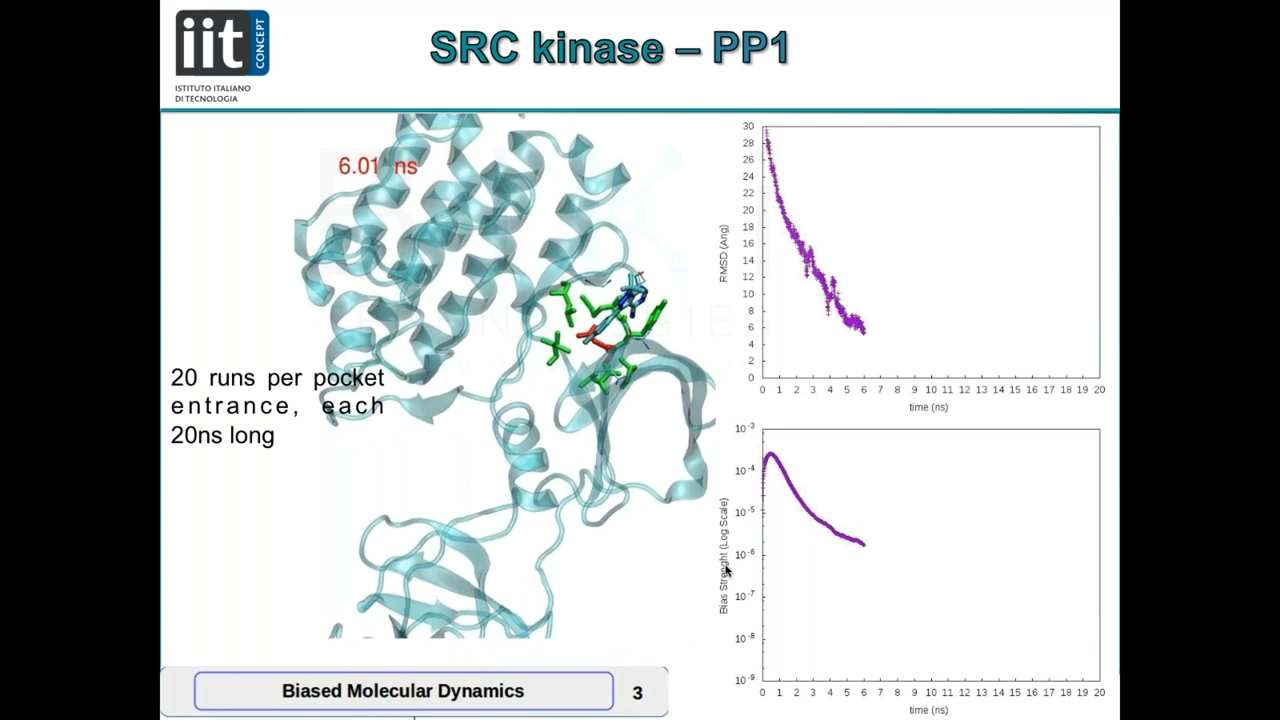 iit
CONCEPT
ISTITUTO ITALIANO
DI TECNOLOGIA
SRC kinase – PP1
6.01 ns
20 runs per pocket
entrance, each
20ns long
30
28
26
24
22
20
18
16
14
12
10
8
6
4
2
0
RMSD (Ang)
0 1 2 3 4 5 6 7 8 9 10 11 12 13 14 15 16 17 18 19 20
time (ns)
10⁻³
10⁻⁴
10⁻⁵
10⁻⁶
10⁻⁷
10⁻⁸
10⁻⁹
Bias Strenght (Log Scale)
0 1 2 3 4 5 6 7 8 9 10 11 12 13 14 15 16 17 18 19 20
time (ns)
Biased Molecular Dynamics 3